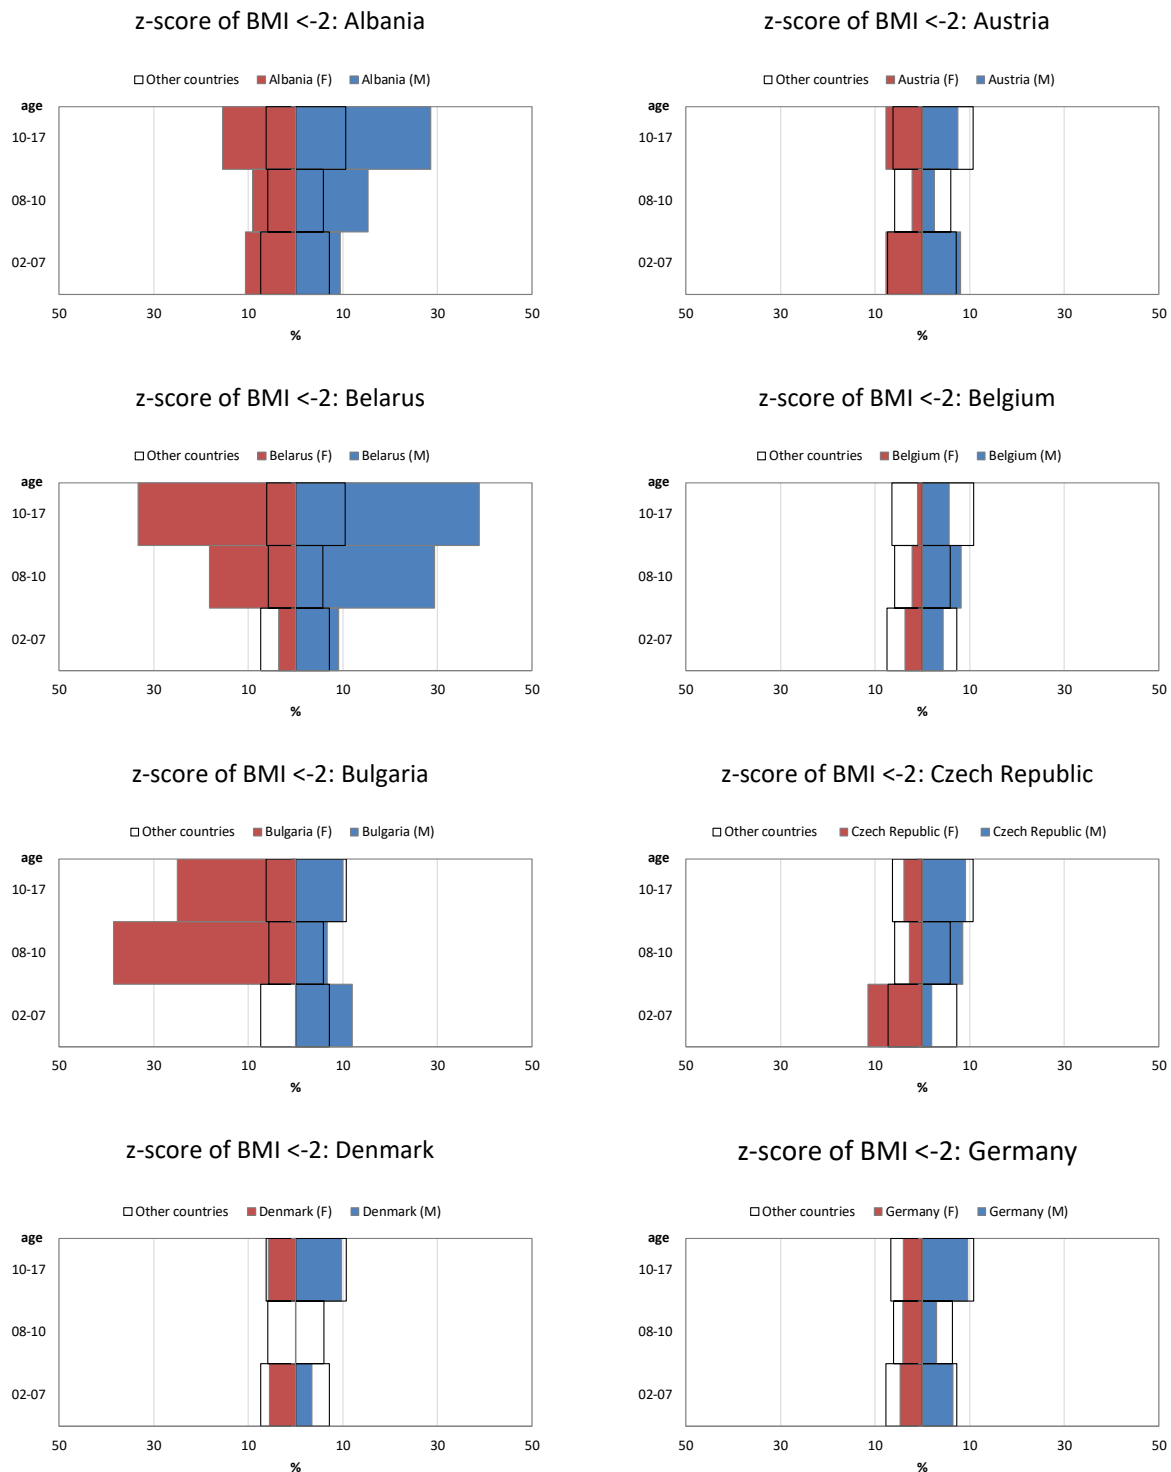 z-score of BMI <-2: Albania
Other countries Albania (F) Albania (M)
age
10-17
08-10
02-07
50 30 10 10 30 50
%
z-score of BMI <-2: Austria
Other countries Austria (F) Austria (M)
age
10-17
08-10
02-07
50 30 10 10 30 50
%
z-score of BMI <-2: Belarus
Other countries Belarus (F) Belarus (M)
age
10-17
08-10
02-07
50 30 10 10 30 50
%
z-score of BMI <-2: Belgium
Other countries Belgium (F) Belgium (M)
age
10-17
08-10
02-07
50 30 10 10 30 50
%
z-score of BMI <-2: Bulgaria
Other countries Bulgaria (F) Bulgaria (M)
age
10-17
08-10
02-07
50 30 10 10 30 50
%
z-score of BMI <-2: Czech Republic
Other countries Czech Republic (F) Czech Republic (M)
age
10-17
08-10
02-07
50 30 10 10 30 50
%
z-score of BMI <-2: Denmark
Other countries Denmark (F) Denmark (M)
age
10-17
08-10
02-07
50 30 10 10 30 50
%
z-score of BMI <-2: Germany
Other countries Germany (F) Germany (M)
age
10-17
08-10
02-07
50 30 10 10 30 50
%